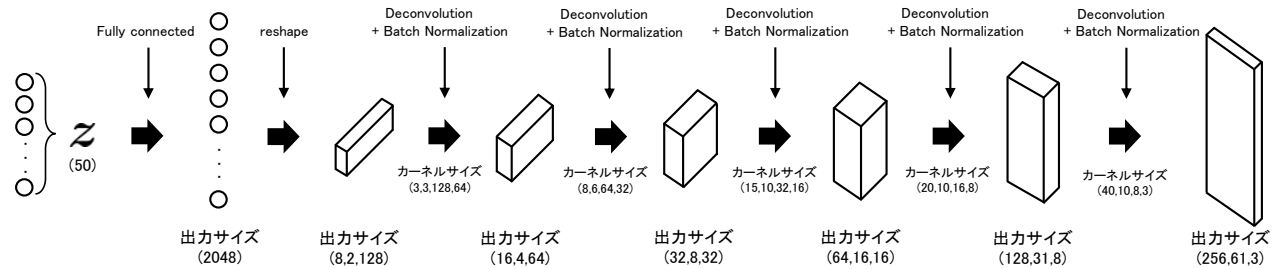 Fully connected
reshape
Deconvolution
+ Batch Normalization
Deconvolution
+ Batch Normalization
Deconvolution
+ Batch Normalization
Deconvolution
+ Batch Normalization
Deconvolution
+ Batch Normalization
z
(50)
カーネルサイズ
(3,3,128,64)
カーネルサイズ
(8,6,64,32)
カーネルサイズ
(15,10,32,16)
カーネルサイズ
(20,10,16,8)
カーネルサイズ
(40,10,8,3)
出力サイズ
(2048)
出力サイズ
(8,2,128)
出力サイズ
(16,4,64)
出力サイズ
(32,8,32)
出力サイズ
(64,16,16)
出力サイズ
(128,31,8)
出力サイズ
(256,61,3)